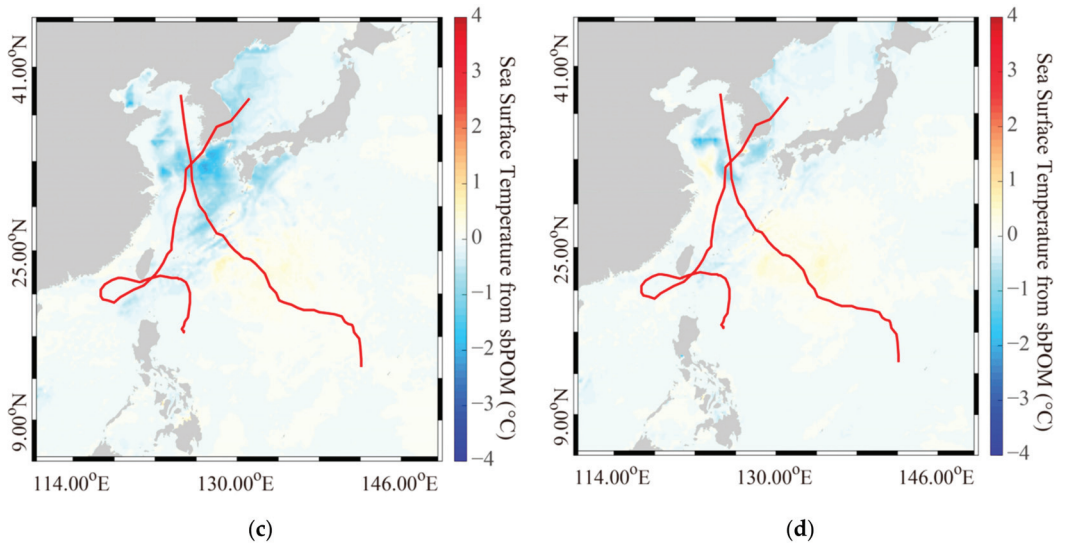 41.00°N
25.00°N
9.00°N
114.00°E
130.00°E
146.00°E
4
3
2
1
0
−1
−2
−3
−4
Sea Surface Temperature from sbPOM (°C)
(c)
41.00°N
25.00°N
9.00°N
114.00°E
130.00°E
146.00°E
4
3
2
1
0
−1
−2
−3
−4
Sea Surface Temperature from sbPOM (°C)
(d)